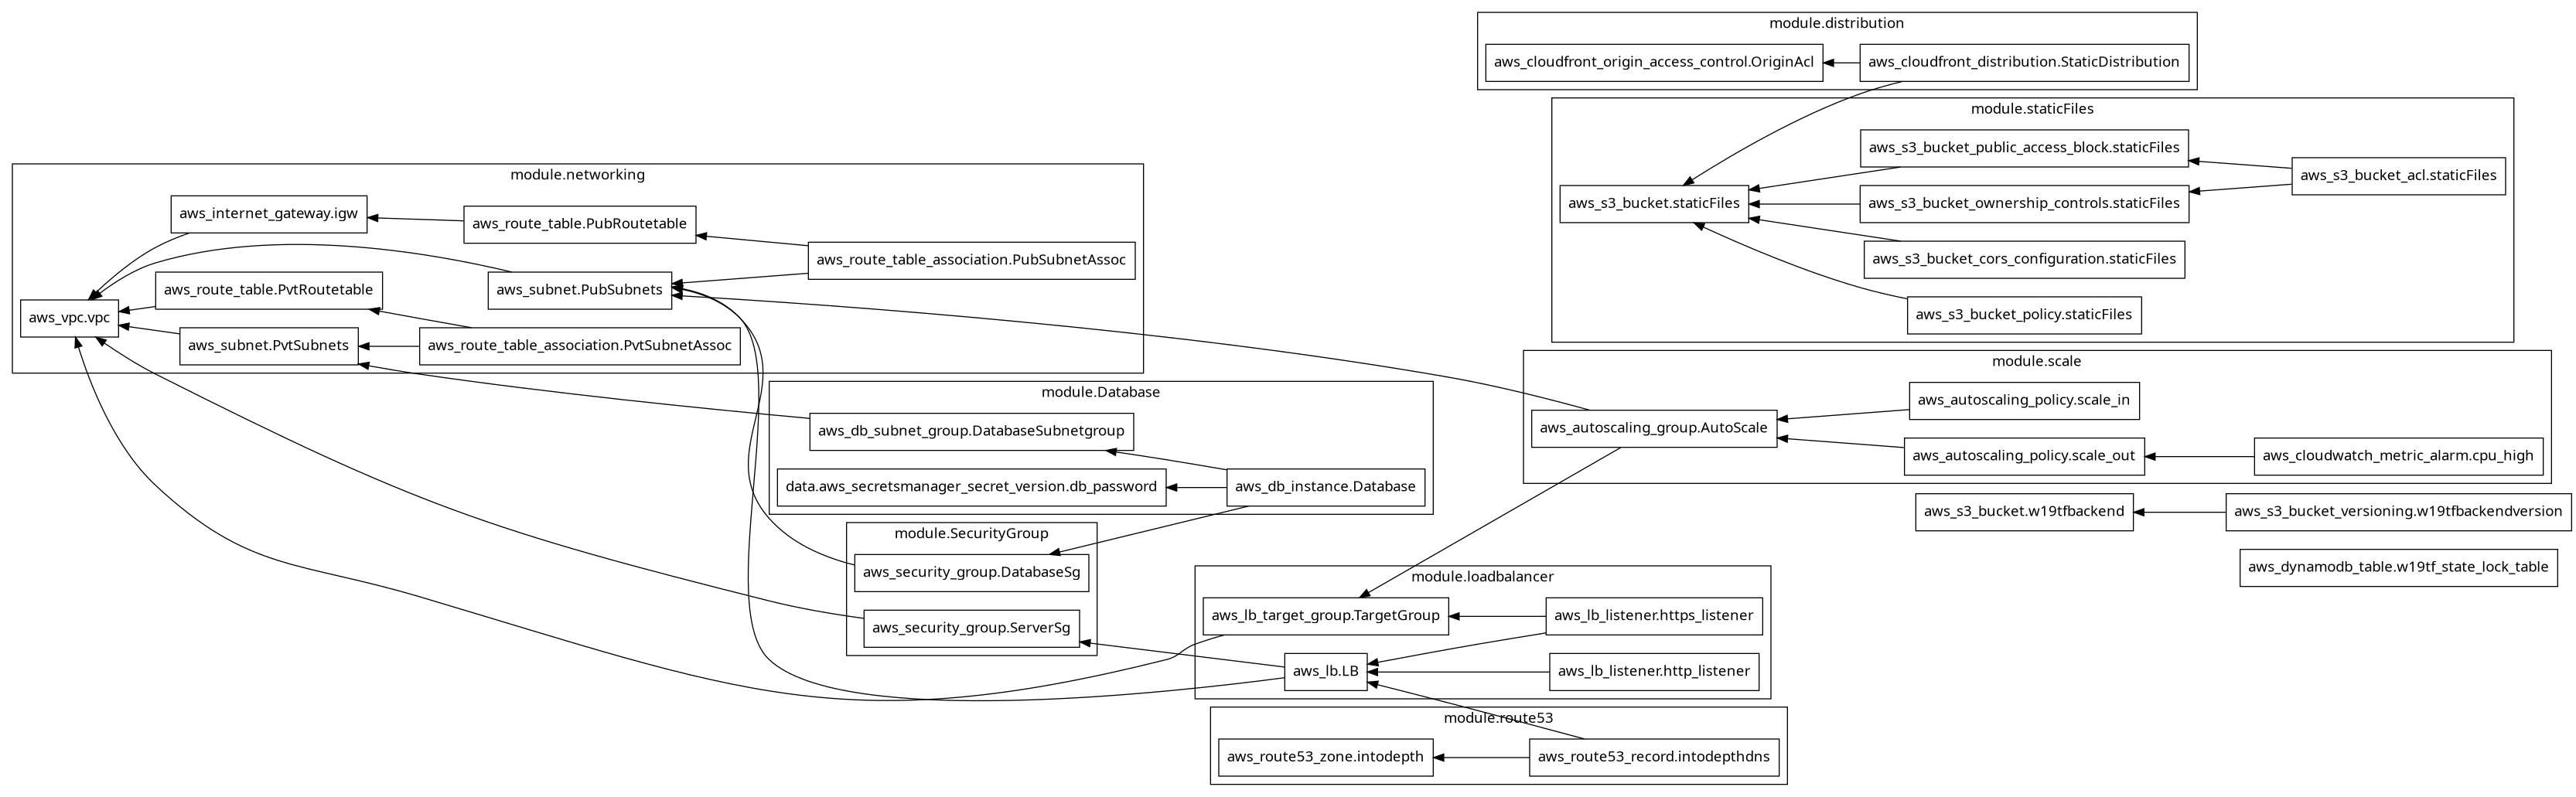 module.distribution
aws_cloudfront_origin_access_control.OriginAcl
aws_cloudfront_distribution.StaticDistribution
module.staticFiles
aws_s3_bucket_public_access_block.staticFiles
aws_s3_bucket_acl.staticFiles
aws_s3_bucket.staticFiles
aws_s3_bucket_ownership_controls.staticFiles
aws_s3_bucket_cors_configuration.staticFiles
aws_s3_bucket_policy.staticFiles
module.networking
aws_internet_gateway.igw
aws_route_table.PubRoutetable
aws_route_table_association.PubSubnetAssoc
aws_route_table.PvtRoutetable
aws_subnet.PubSubnets
aws_vpc.vpc
aws_subnet.PvtSubnets
aws_route_table_association.PvtSubnetAssoc
module.scale
aws_autoscaling_policy.scale_in
aws_autoscaling_group.AutoScale
aws_autoscaling_policy.scale_out
aws_cloudwatch_metric_alarm.cpu_high
module.Database
aws_db_subnet_group.DatabaseSubnetgroup
data.aws_secretsmanager_secret_version.db_password
aws_db_instance.Database
aws_s3_bucket.w19tfbackend
aws_s3_bucket_versioning.w19tfbackendversion
module.SecurityGroup
aws_security_group.DatabaseSg
aws_security_group.ServerSg
aws_dynamodb_table.w19tf_state_lock_table
module.loadbalancer
aws_lb_target_group.TargetGroup
aws_lb_listener.https_listener
aws_lb.LB
aws_lb_listener.http_listener
module.route53
aws_route53_zone.intodepth
aws_route53_record.intodepthdns